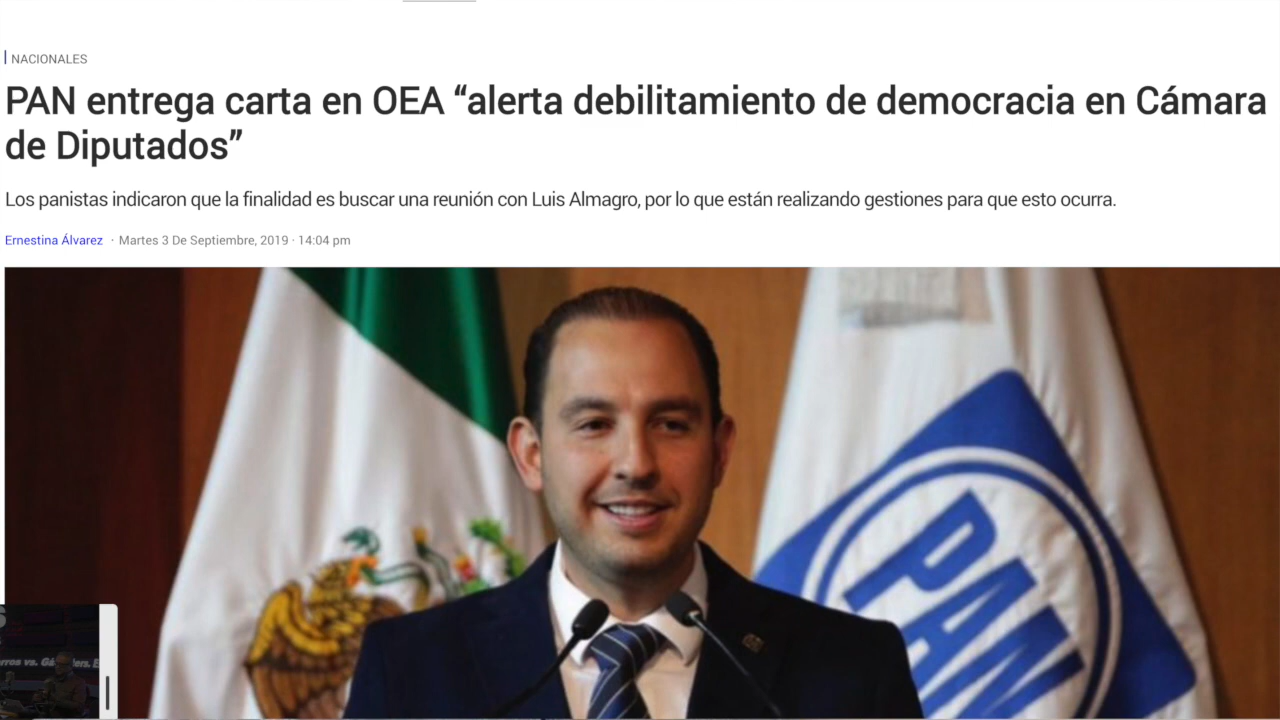 NACIONALES
PAN entrega carta en OEA “alerta debilitamiento de democracia en Cámara
de Diputados”
Los panistas indicaron que la finalidad es buscar una reunión con Luis Almagro, por lo que están realizando gestiones para que esto ocurra.
Ernestina Álvarez · Martes 3 De Septiembre, 2019 · 14:04 pm
PAN
vs.